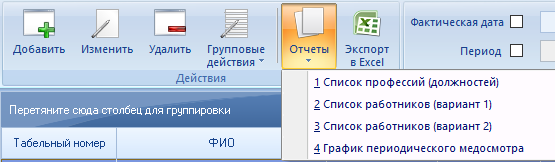 Добавить
Изменить
Удалить
Групповые
действия
Отчеты
Экспорт
в Excel
Фактическая дата
Период
Действия
1 Список профессий (должностей)
2 Список работников (вариант 1)
3 Список работников (вариант 2)
4 График периодического медосмотра
Перетяните сюда столбец для группировки
Табельный номер
ФИО